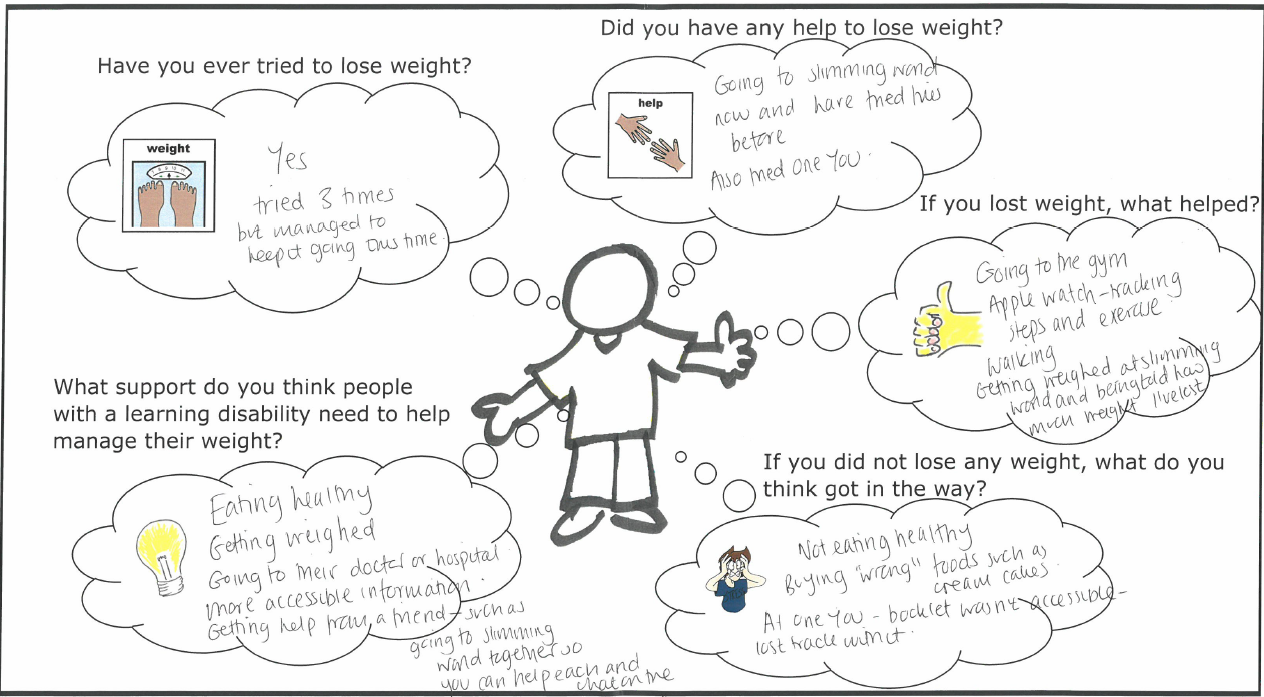 Have you ever tried to lose weight?
weight
Yes
tried 3 times
but managed to
keep it going this time.
Did you have any help to lose weight?
help
Going to slimming world
now and have tried this
before
Also tried One You.
If you lost weight, what helped?
Going to the gym
Apple watch - tracking
steps and exercise.
Walking
Getting weighed at slimming
world and being told how
much weight I've lost
What support do you think people
with a learning disability need to help
manage their weight?
Eating healthy
Getting weighed
Going to their doctor or hospital.
More accessible information.
Getting help from a friend - such as
going to slimming
world together so
you can help each and
chat on the
If you did not lose any weight, what do you
think got in the way?
Not eating healthy
Buying "wrong" foods such as
cream cakes.
At One You - booklet wasn't accessible -
lost track with it.